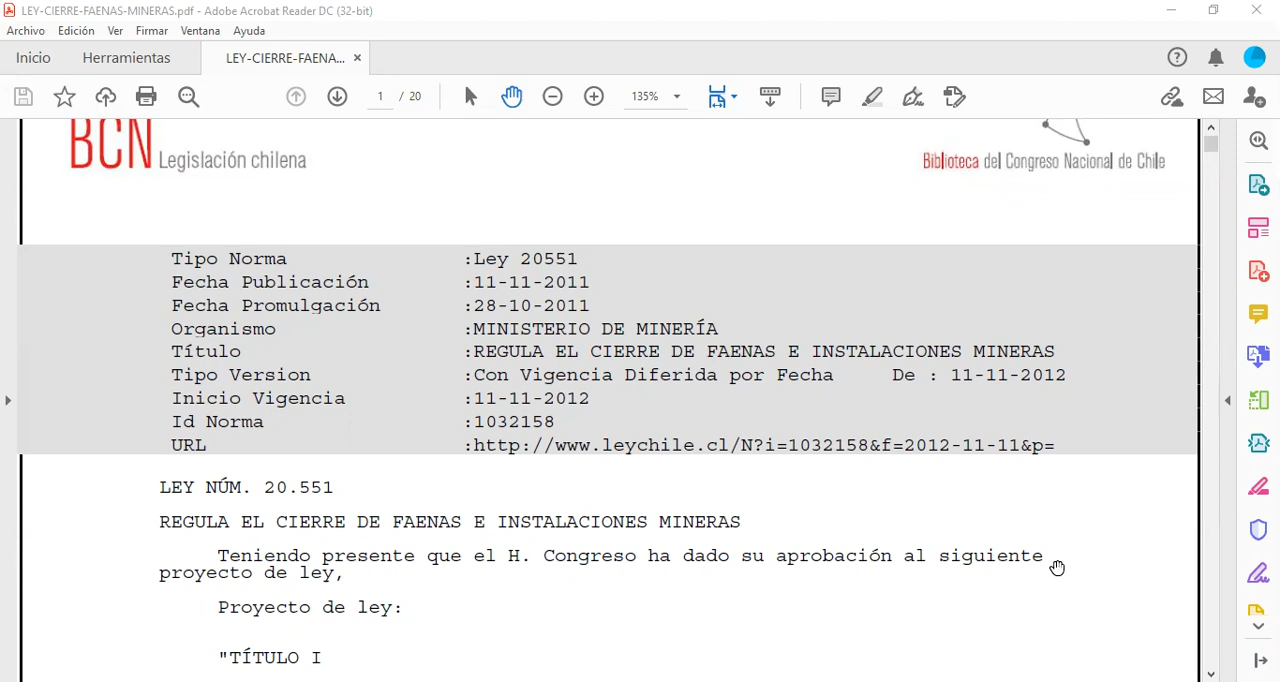 LEY-CIERRE-FAENAS-MINERAS.pdf - Adobe Acrobat Reader DC (32-bit)
Archivo Edición Ver Firmar Ventana Ayuda
Inicio Herramientas LEY-CIERRE-FAENA... ×
1 / 20 135%
BCN Legislación chilena
Biblioteca del Congreso Nacional de Chile
Tipo Norma :Ley 20551
Fecha Publicación :11-11-2011
Fecha Promulgación :28-10-2011
Organismo :MINISTERIO DE MINERÍA
Título :REGULA EL CIERRE DE FAENAS E INSTALACIONES MINERAS
Tipo Version :Con Vigencia Diferida por Fecha De : 11-11-2012
Inicio Vigencia :11-11-2012
Id Norma :1032158
URL :http://www.leychile.cl/N?i=1032158&f=2012-11-11&p=
LEY NÚM. 20.551
REGULA EL CIERRE DE FAENAS E INSTALACIONES MINERAS
Teniendo presente que el H. Congreso ha dado su aprobación al siguiente
proyecto de ley,
Proyecto de ley:
"TÍTULO I